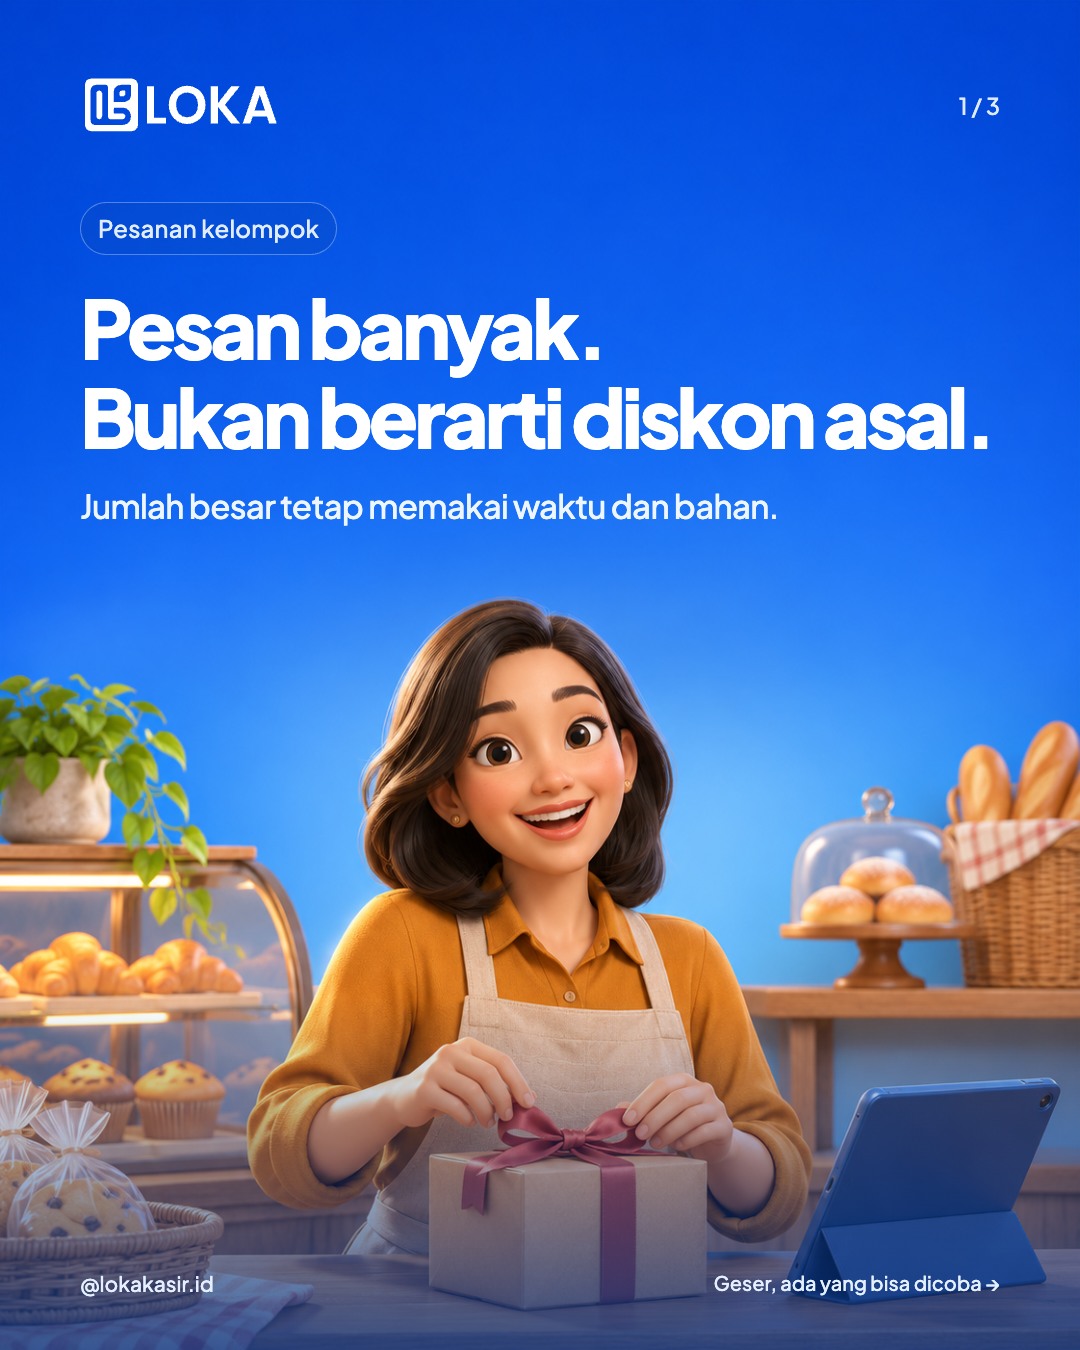 LOKA
1 / 3
Pesanan kelompok
Pesan banyak.
Bukan berarti diskon asal.
Jumlah besar tetap memakai waktu dan bahan.
@lokakasir.id
Geser, ada yang bisa dicoba →